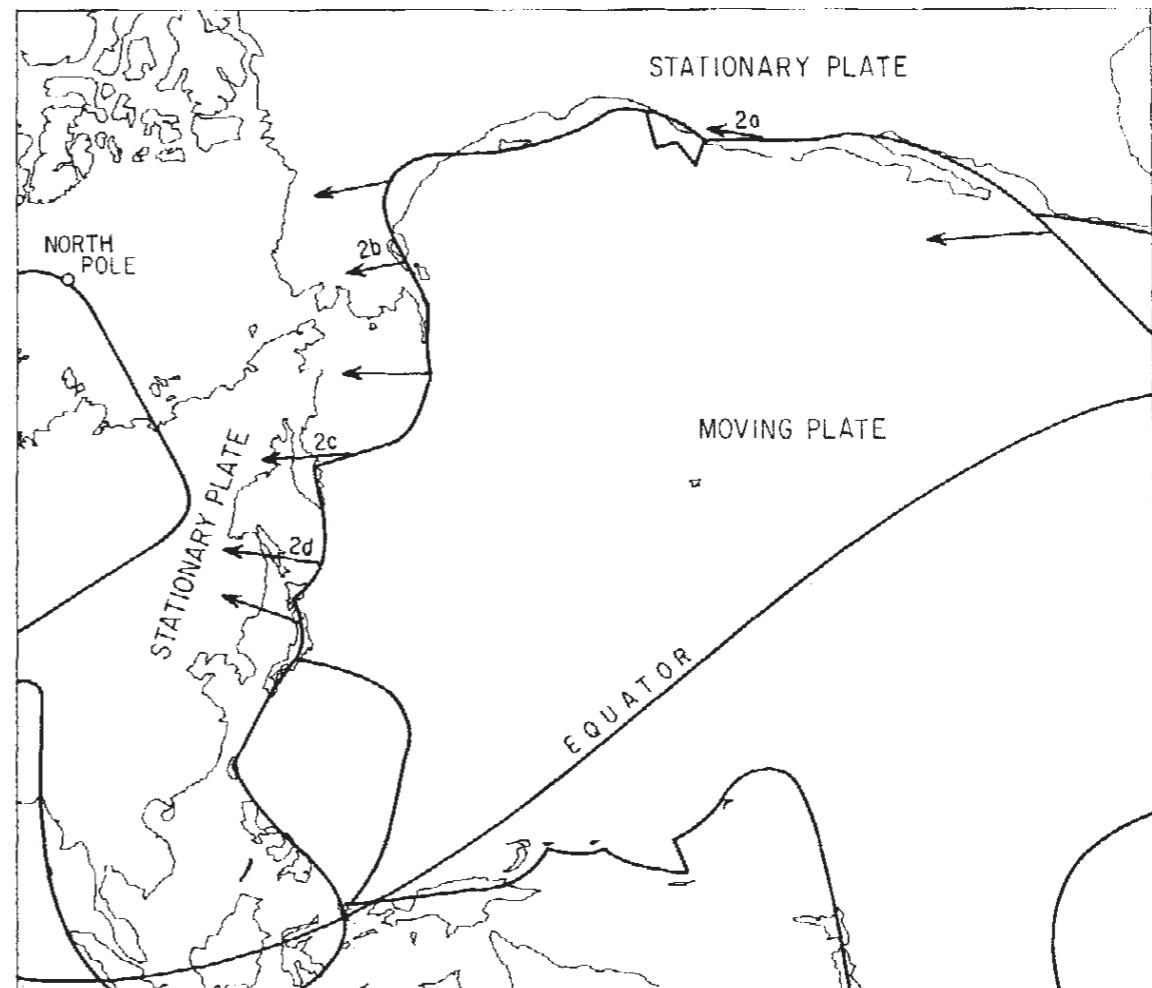 STATIONARY PLATE
2a
NORTH
POLE
2b
MOVING PLATE
2c
STATIONARY PLATE
2d
EQUATOR